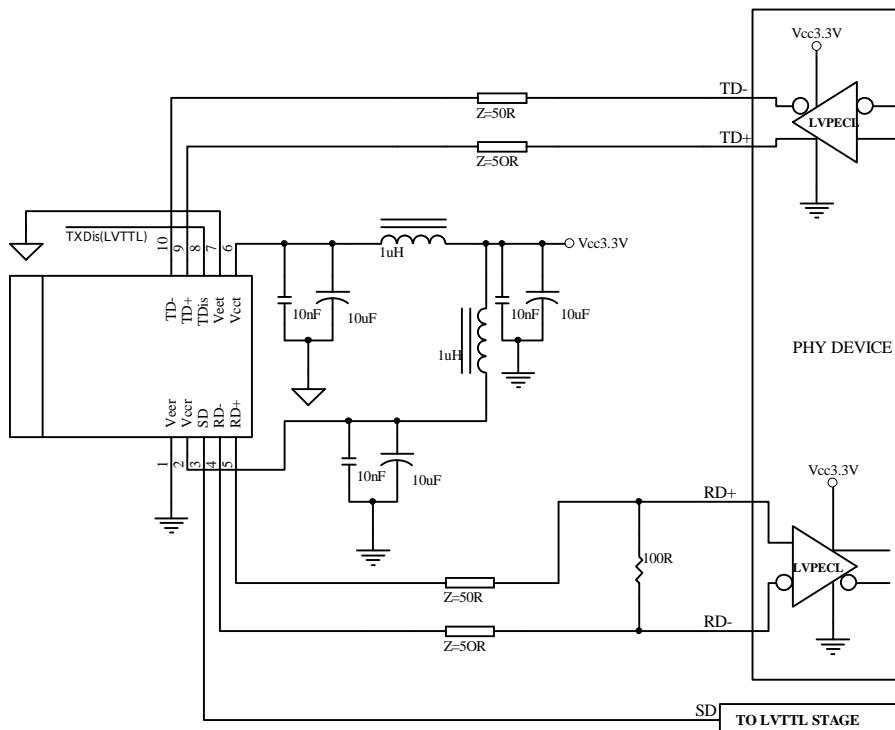 Vcc3.3V
TD-
LVPECL
Z=50R
TD+
Z=5OR
TXDis(LVTTL)
10
9
8
7
6
Vcc3.3V
1uH
TD-
TD+
TDis
Veet
Vcct
10nF
10uF
10nF
10uF
1uH
PHY DEVICE
Veer
Vccr
SD
RD-
RD+
1
2
3
4
5
10nF
10uF
Vcc3.3V
RD+
100R
LVPECL
Z=50R
RD-
Z=5OR
SD
TO LVTTL STAGE